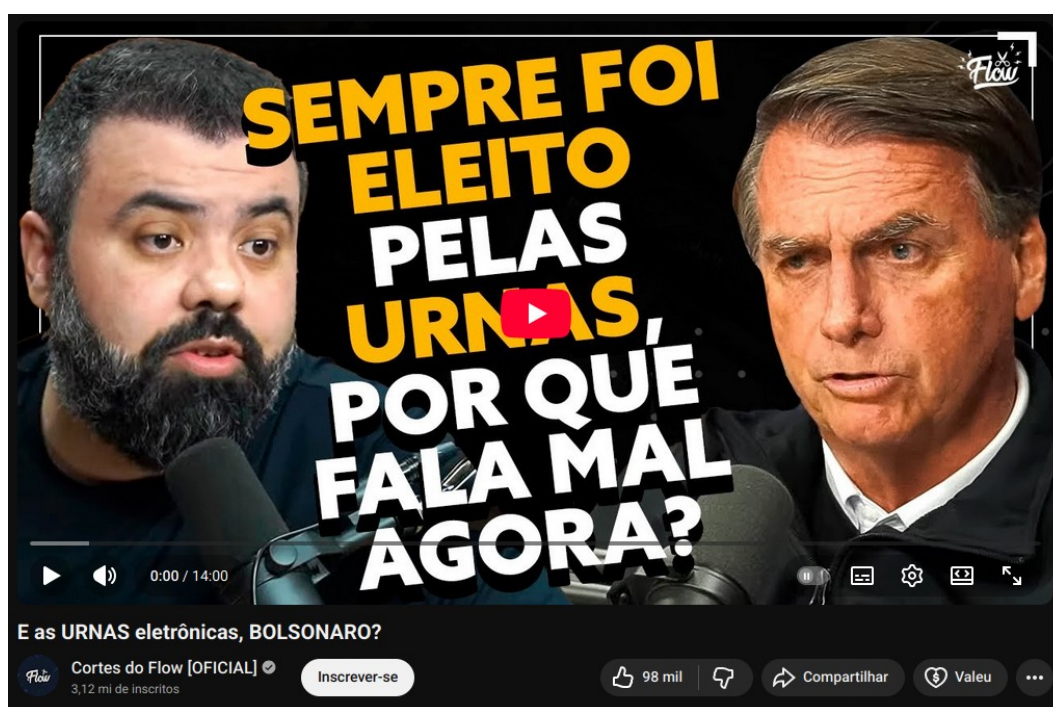 Flow
SEMPRE FOI
ELEITO
PELAS
URNAS,
POR QUE
FALA MAL
AGORA?
0:00 / 14:00
E as URNAS eletrônicas, BOLSONARO?
Flow
Cortes do Flow [OFICIAL]
3,12 mi de inscritos
Inscrever-se
98 mil
Compartilhar
Valeu